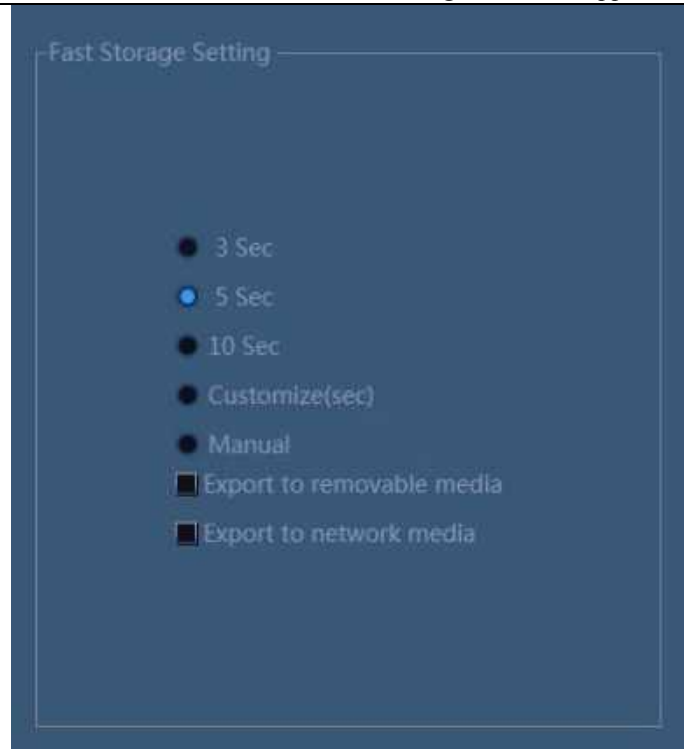 Fast Storage Setting
3 Sec
5 Sec
10 Sec
Customize(sec)
Manual
Export to removable media
Export to network media